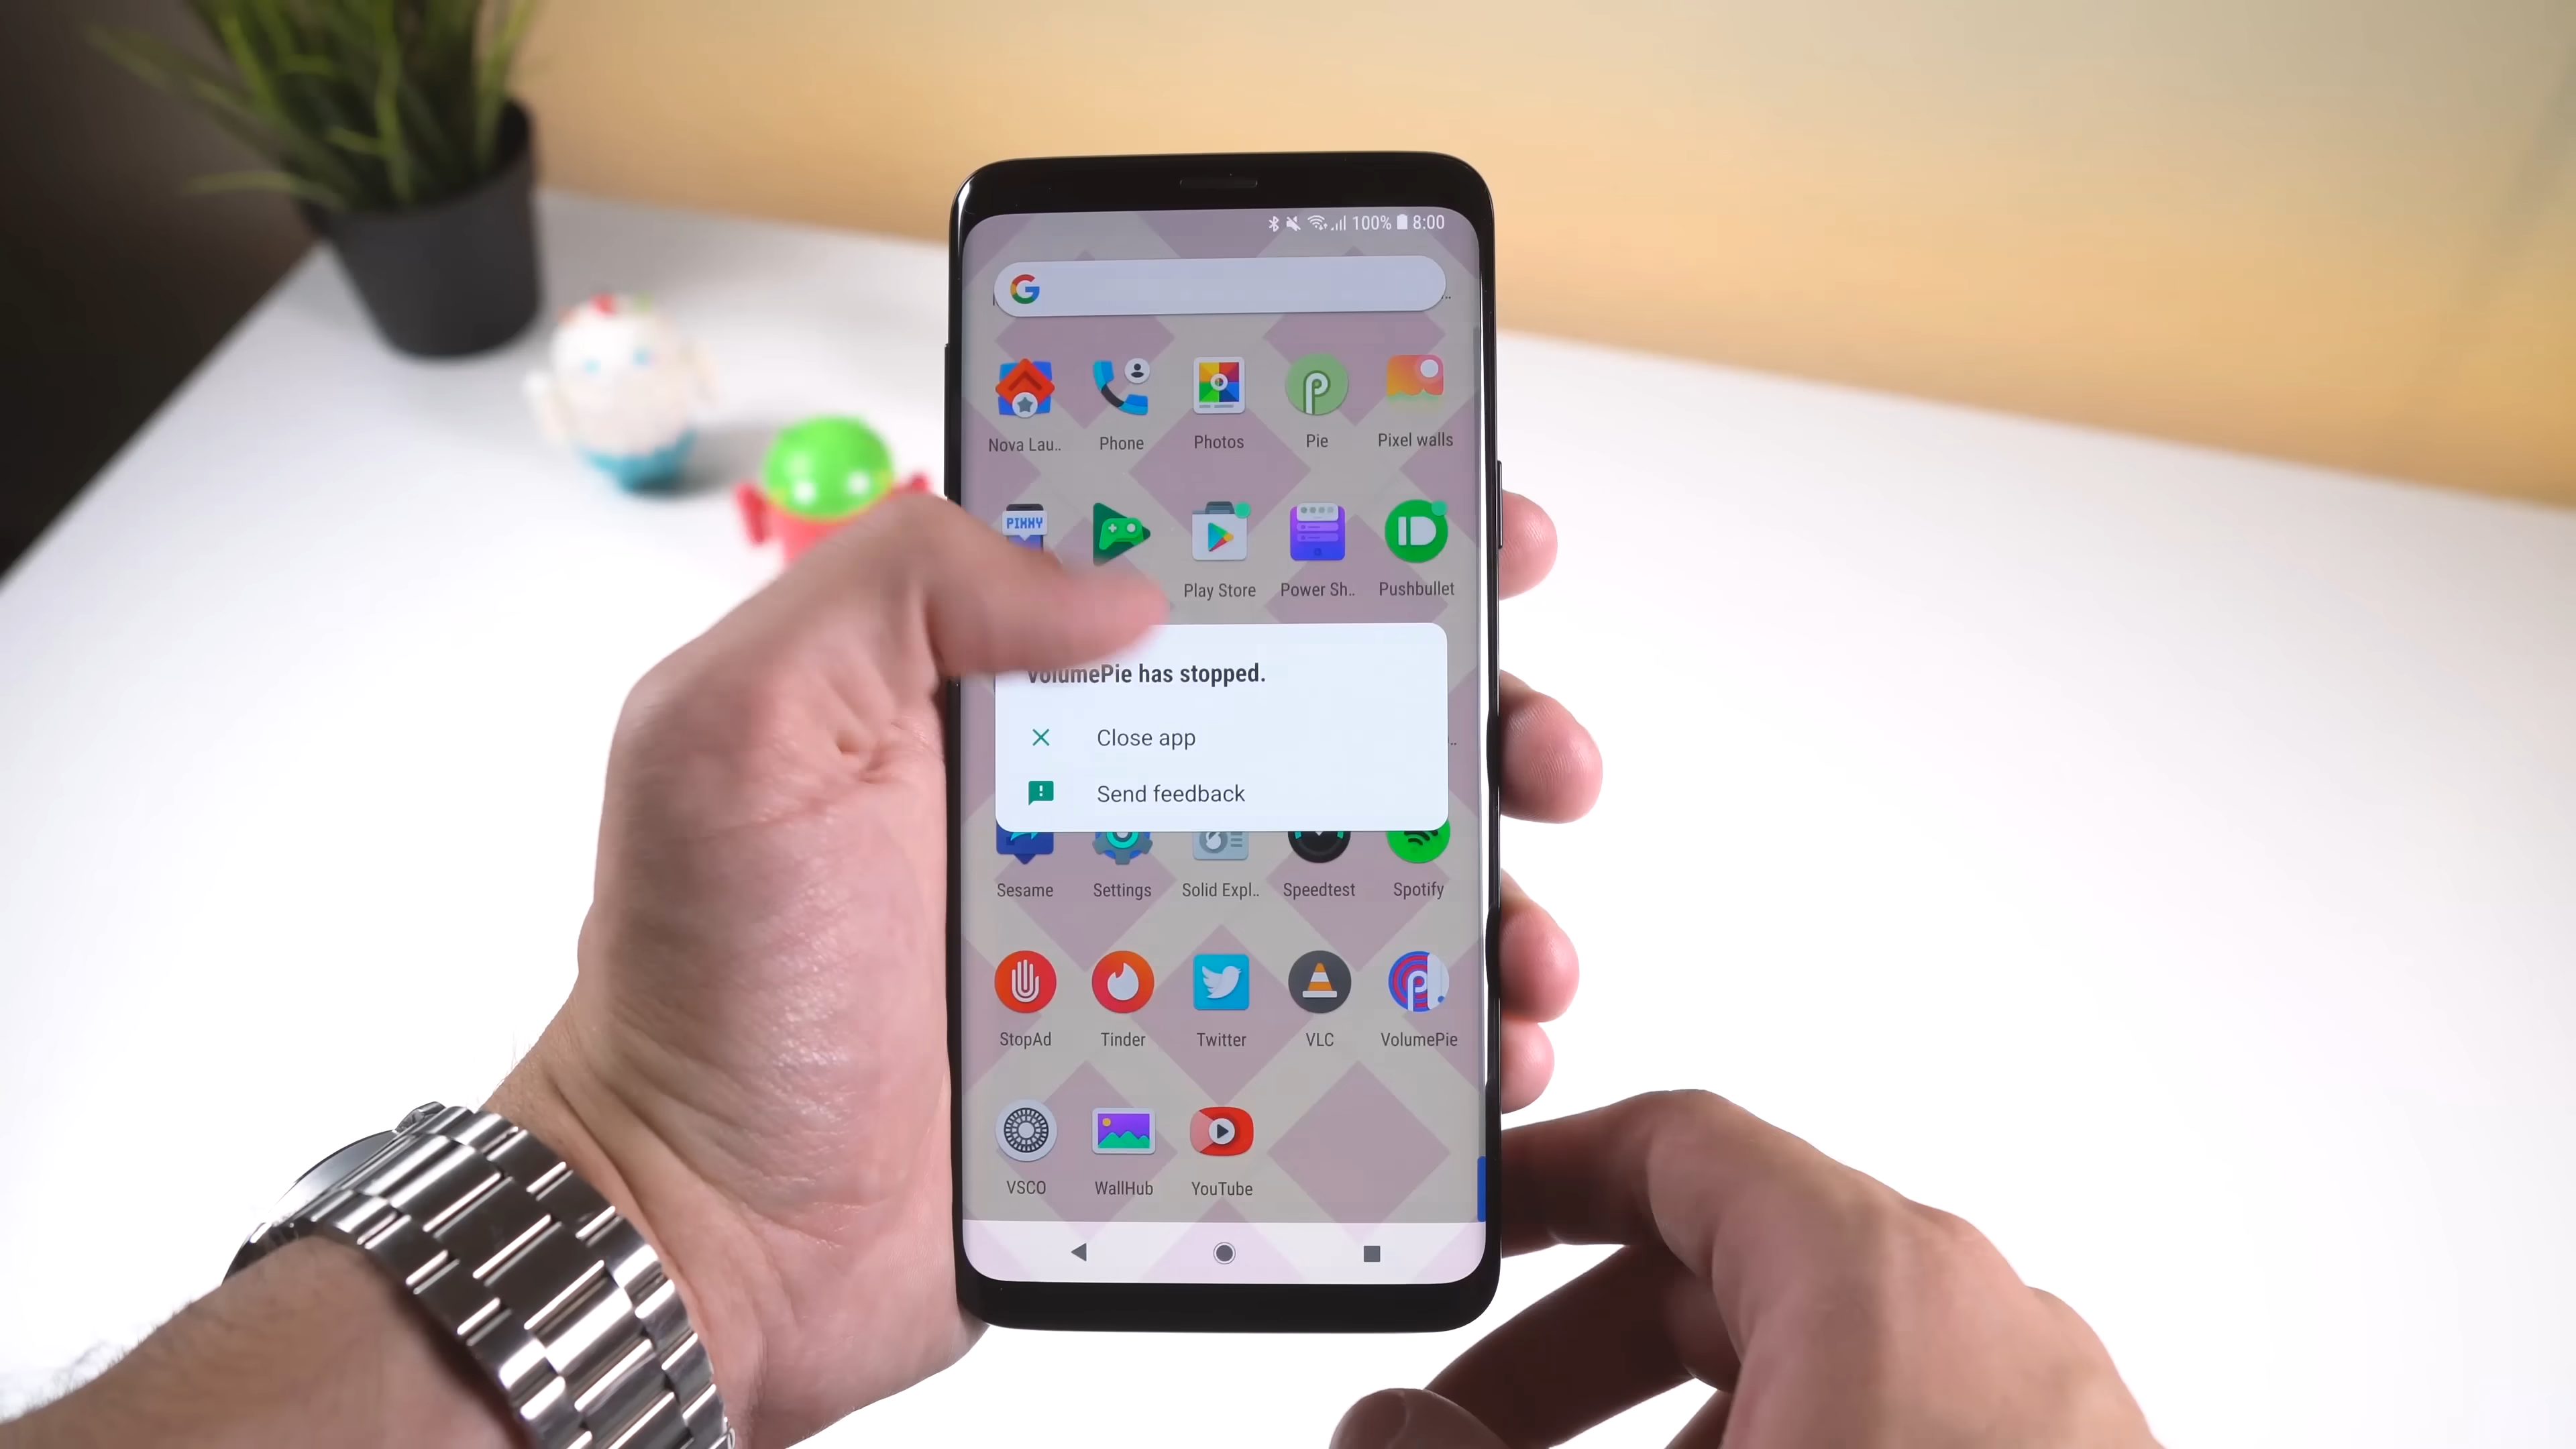 100% 8:00
G
Nova Lau..
Phone
Photos
Pie
Pixel walls
PIXXY
Play Store
Power Sh..
Pushbullet
VolumePie has stopped.
Close app
Send feedback
Sesame
Settings
Solid Expl..
Speedtest
Spotify
StopAd
Tinder
Twitter
VLC
VolumePie
VSCO
WallHub
YouTube